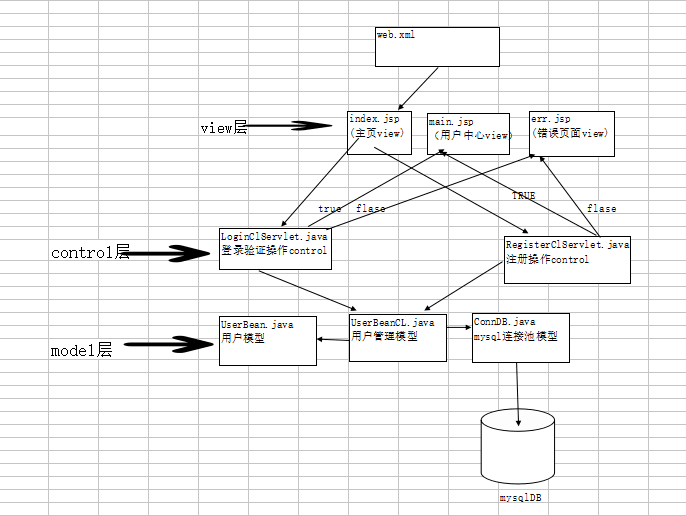 web.xml
view层
index.jsp
(主页view)
main.jsp
(用户中心view)
err.jsp
(错误页面view)
true
flase
TRUE
flase
control层
LoginClServlet.java
登录验证操作control
RegisterClServlet.java
注册操作control
model层
UserBean.java
用户模型
UserBeanCL.java
用户管理模型
ConnDB.java
mysql连接池模型
mysqlDB